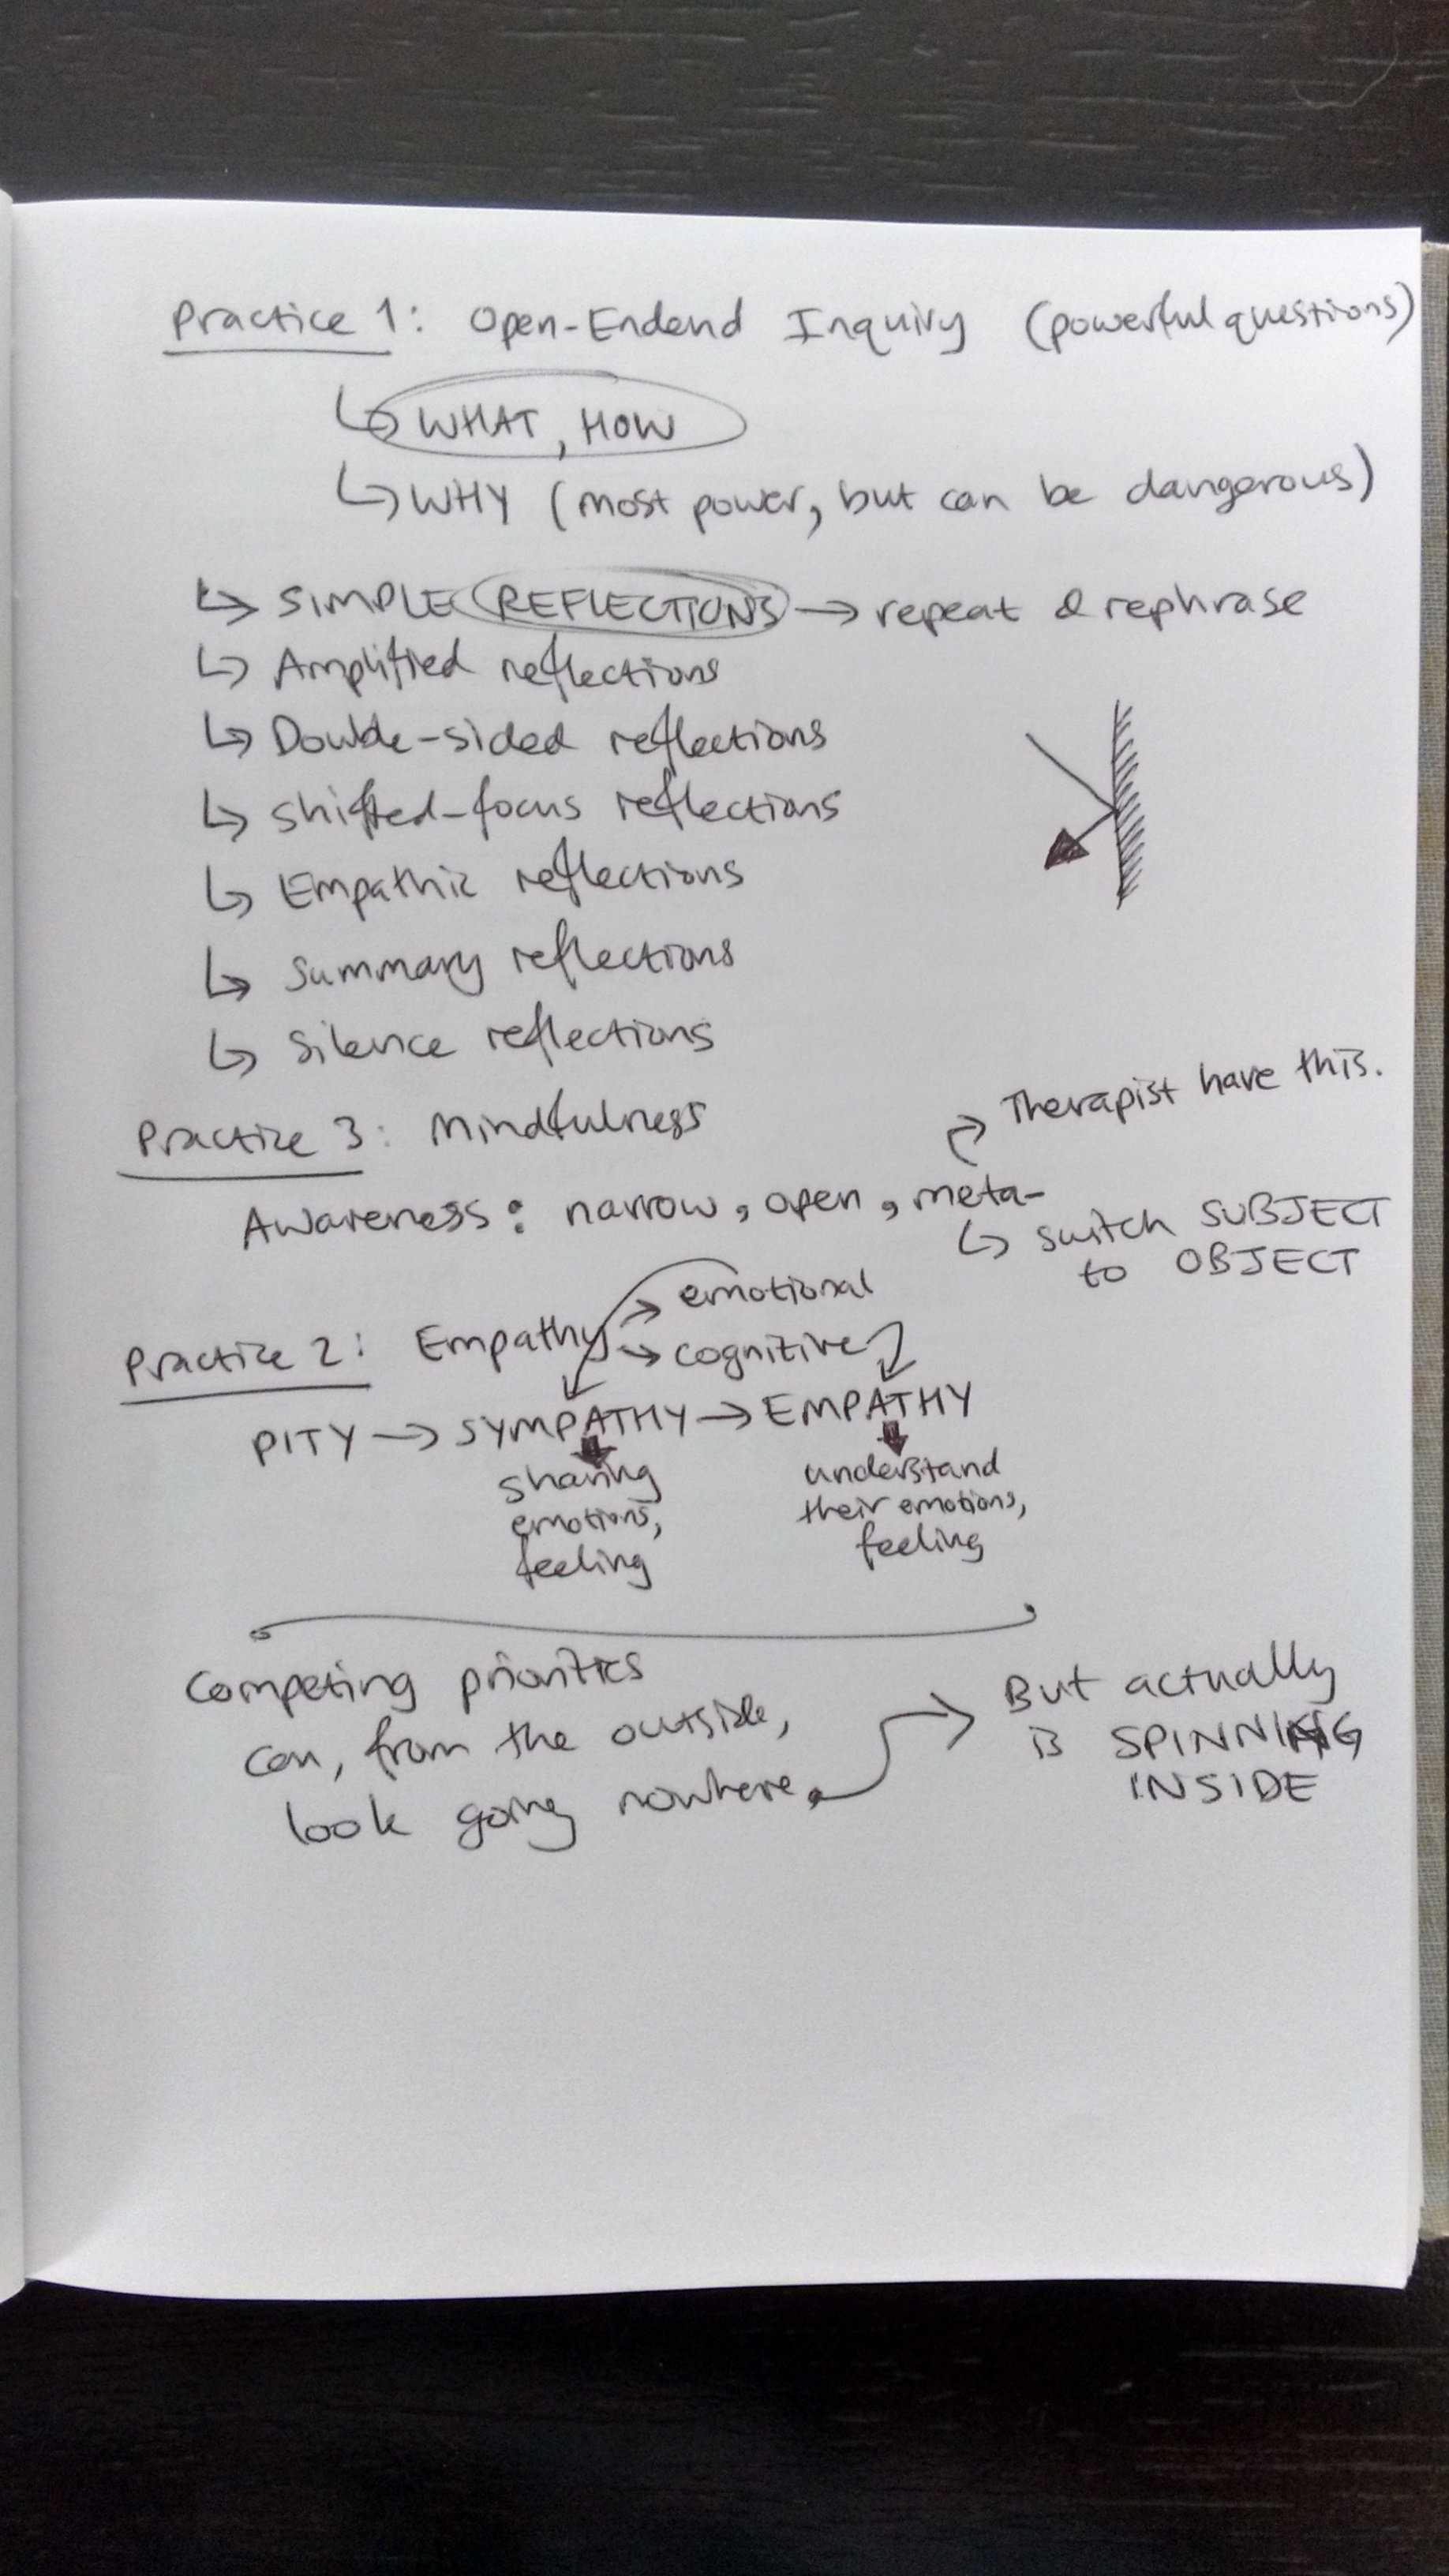 Practice 1: Open-Endend Inquiry (powerful questions)
WHAT, HOW
WHY (most power, but can be dangerous)
SIMPLE REFLECTIONS → repeat & rephrase
Amplified reflections
Double-sided reflections
shifted-focus reflections
Empathic reflections
Summary reflections
Silence reflections
Practice 3: Mindfulness
Therapist have this.
Awareness: narrow, open, meta-
switch SUBJECT
to OBJECT
Practice 2: Empathy → emotional
→ cognitive
PITY → SYMPATHY → EMPATHY
sharing
emotions,
feeling
understand
their emotions,
feeling
Competing priorities
can, from the outside,
look going nowhere
But actually
is SPINNING
INSIDE